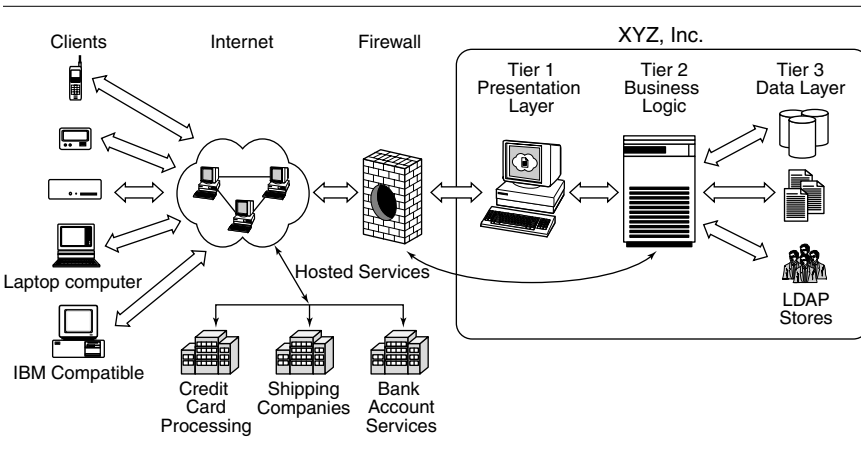 XYZ, Inc.
Clients
Internet
Firewall
Tier 1
Presentation
Layer
Tier 2
Business
Logic
Tier 3
Data Layer
Laptop computer
IBM Compatible
Hosted Services
Credit
Card
Processing
Shipping
Companies
Bank
Account
Services
LDAP
Stores